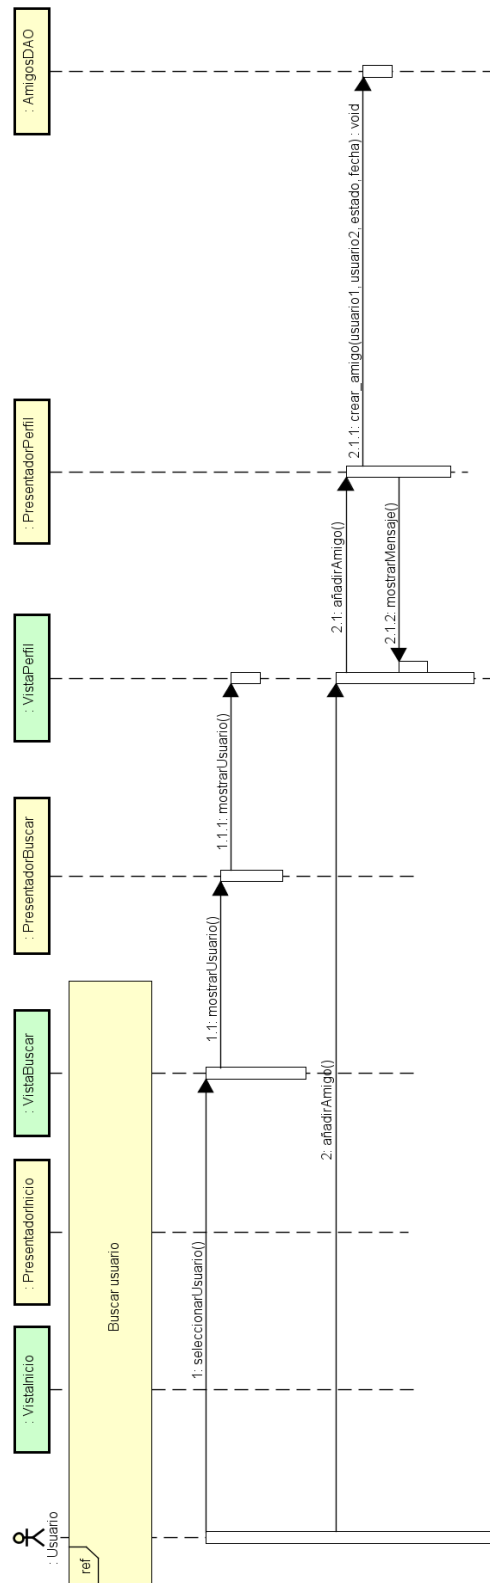 : Usuario
: VistaInicio
: PresentadorInicio
: VistaBuscar
: PresentadorBuscar
: VistaPerfil
: PresentadorPerfil
: AmigosDAO
ref
Buscar usuario
1: seleccionarUsuario()
1.1: mostrarUsuario()
1.1.1: mostrarUsuario()
2: añadirAmigo()
2.1: añadirAmigo()
2.1.1: crear_amigo(usuario1, usuario2, estado, fecha) : void
2.1.2: mostrarMensaje()